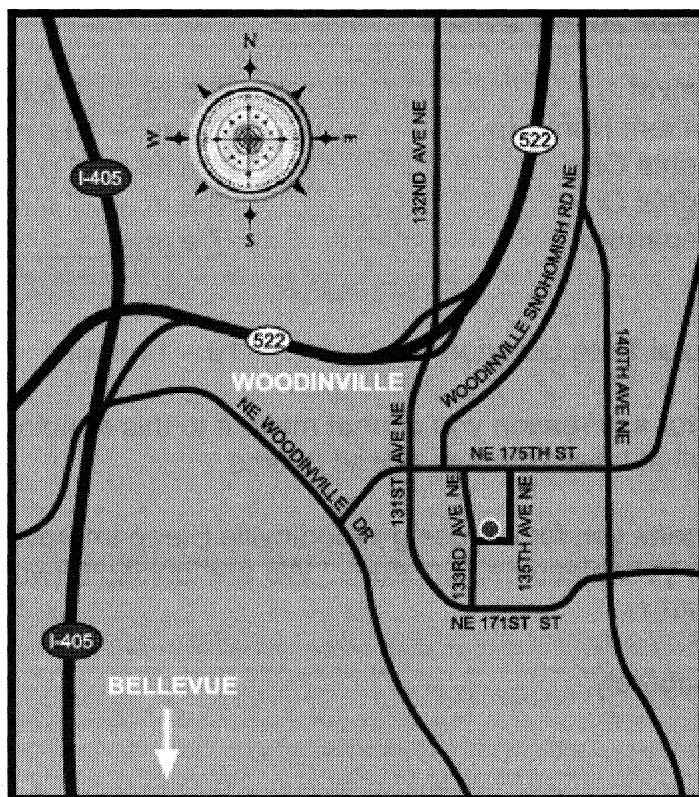 N
W
E
S
I-405
522
132ND AVE NE
WOODINVILLE SNOHOMISH RD NE
522
WOODINVILLE
140TH AVE NE
NE WOODINVILLE DR
131ST AVE NE
NE 175TH ST
133RD AVE NE
135TH AVE NE
NE 171ST ST
I-405
BELLEVUE